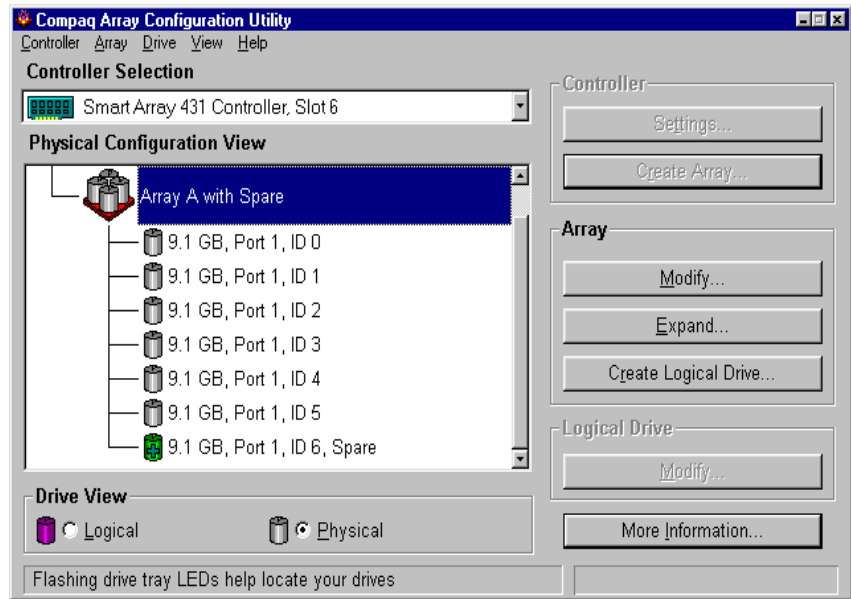 Compaq Array Configuration Utility
Controller Array Drive View Help
Controller Selection
Smart Array 431 Controller, Slot 6
Physical Configuration View
Array A with Spare
9.1 GB, Port 1, ID 0
9.1 GB, Port 1, ID 1
9.1 GB, Port 1, ID 2
9.1 GB, Port 1, ID 3
9.1 GB, Port 1, ID 4
9.1 GB, Port 1, ID 5
9.1 GB, Port 1, ID 6, Spare
Drive View
Logical
Physical
Controller
Settings...
Create Array...
Array
Modify...
Expand...
Create Logical Drive...
Logical Drive
Modify...
More Information...
Flashing drive tray LEDs help locate your drives